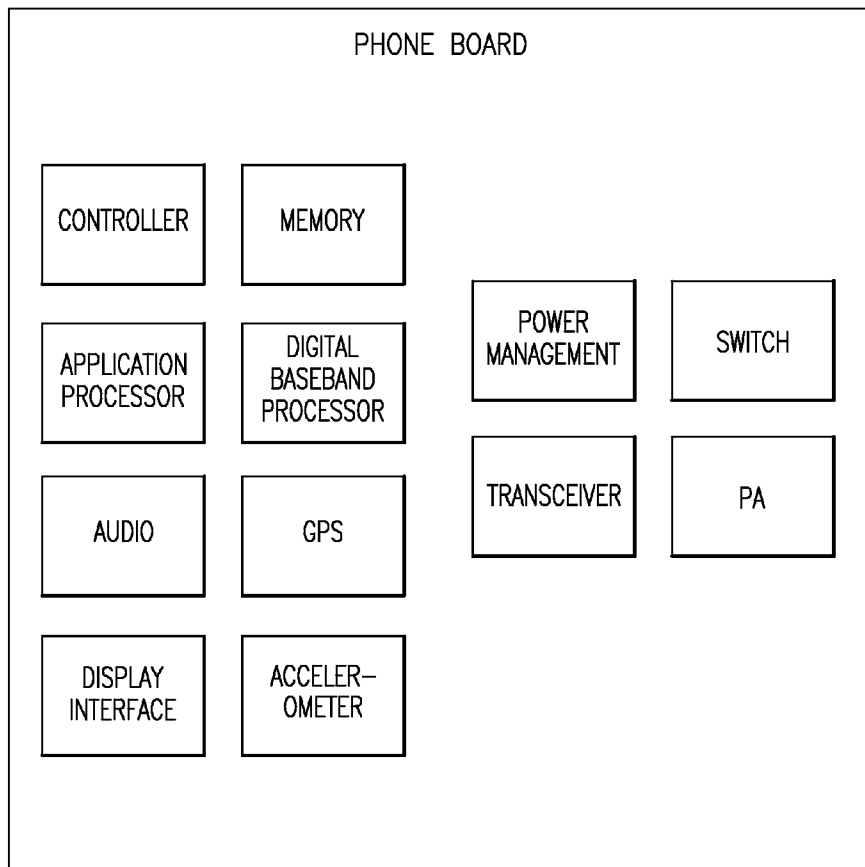 PHONE BOARD
CONTROLLER
MEMORY
APPLICATION
PROCESSOR
DIGITAL
BASEBAND
PROCESSOR
AUDIO
GPS
DISPLAY
INTERFACE
ACCELER-
OMETER
POWER
MANAGEMENT
SWITCH
TRANSCEIVER
PA